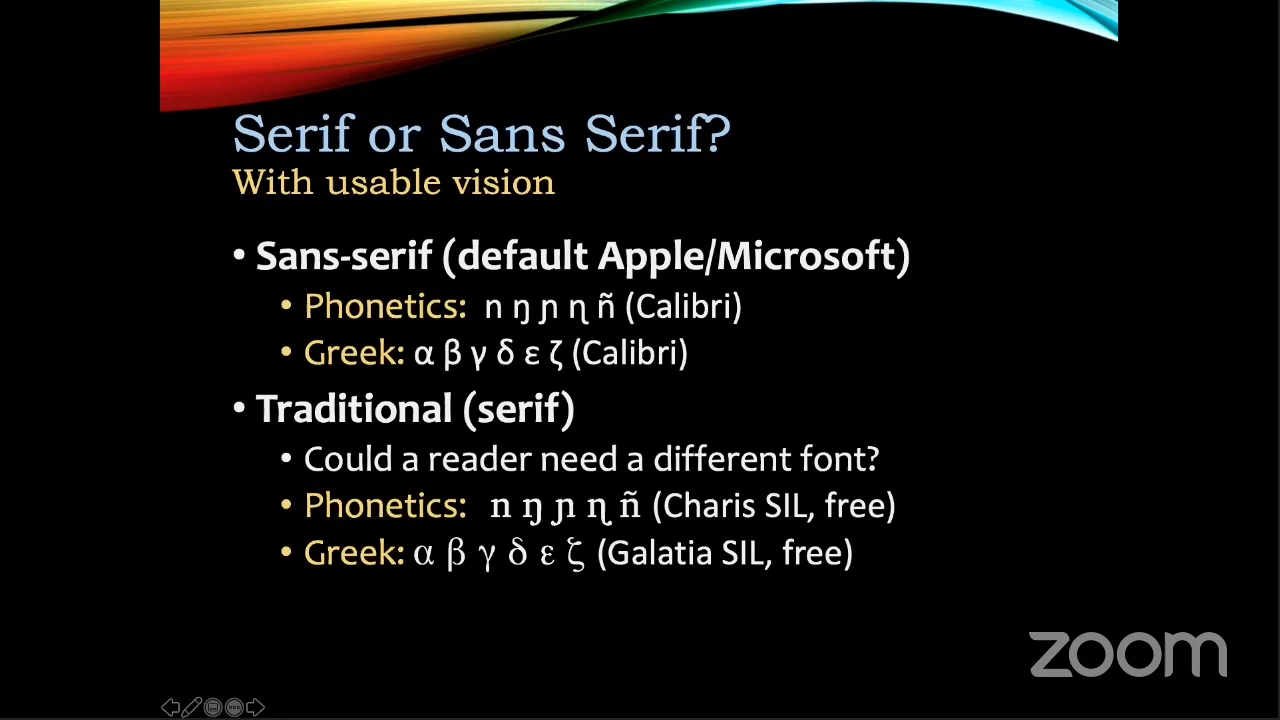 Serif or Sans Serif?
With usable vision
• Sans-serif (default Apple/Microsoft)
• Phonetics: n ŋ ɲ ɳ ñ (Calibri)
• Greek: α β γ δ ε ζ (Calibri)
• Traditional (serif)
• Could a reader need a different font?
• Phonetics: n ŋ ɲ ɳ ñ (Charis SIL, free)
• Greek: α β γ δ ε ζ (Galatia SIL, free)
zoom